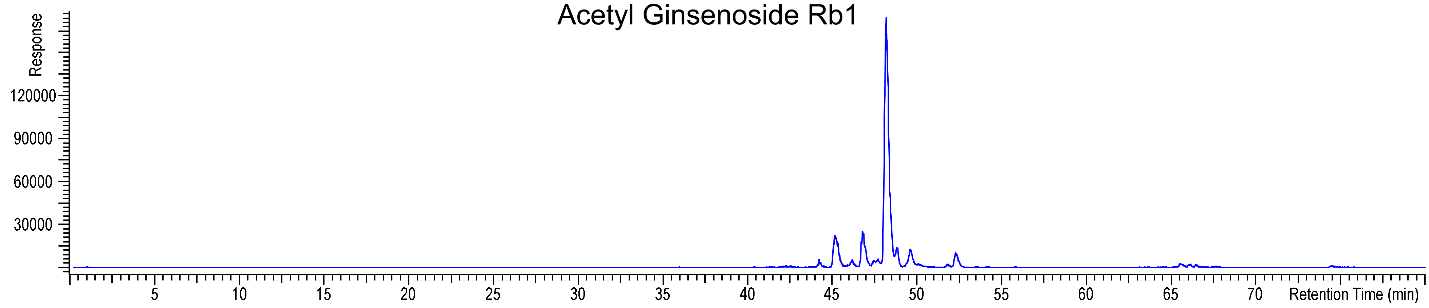 Acetyl Ginsenoside Rb1
Response
120000
90000
60000
30000
5 10 15 20 25 30 35 40 45 50 55 60 65 70 Retention Time (min)